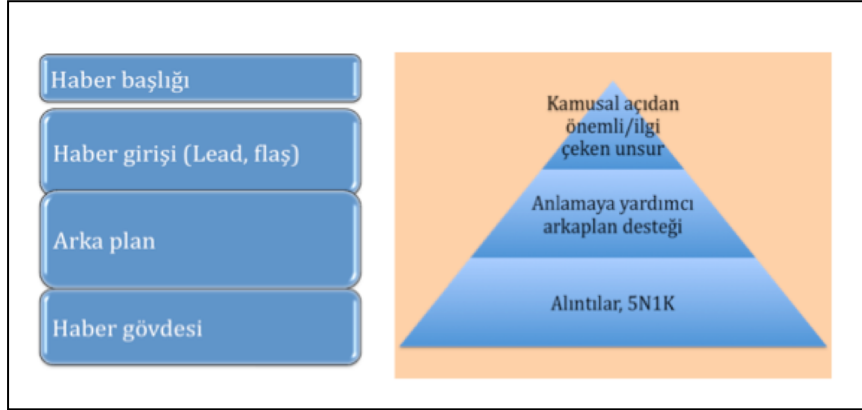 Haber başlığı
Haber girişi (Lead, flaş)
Arka plan
Haber gövdesi
Kamusal açıdan
önemli/ilgi
çeken unsur
Anlamaya yardımcı
arkaplan desteği
Alıntılar, 5N1K